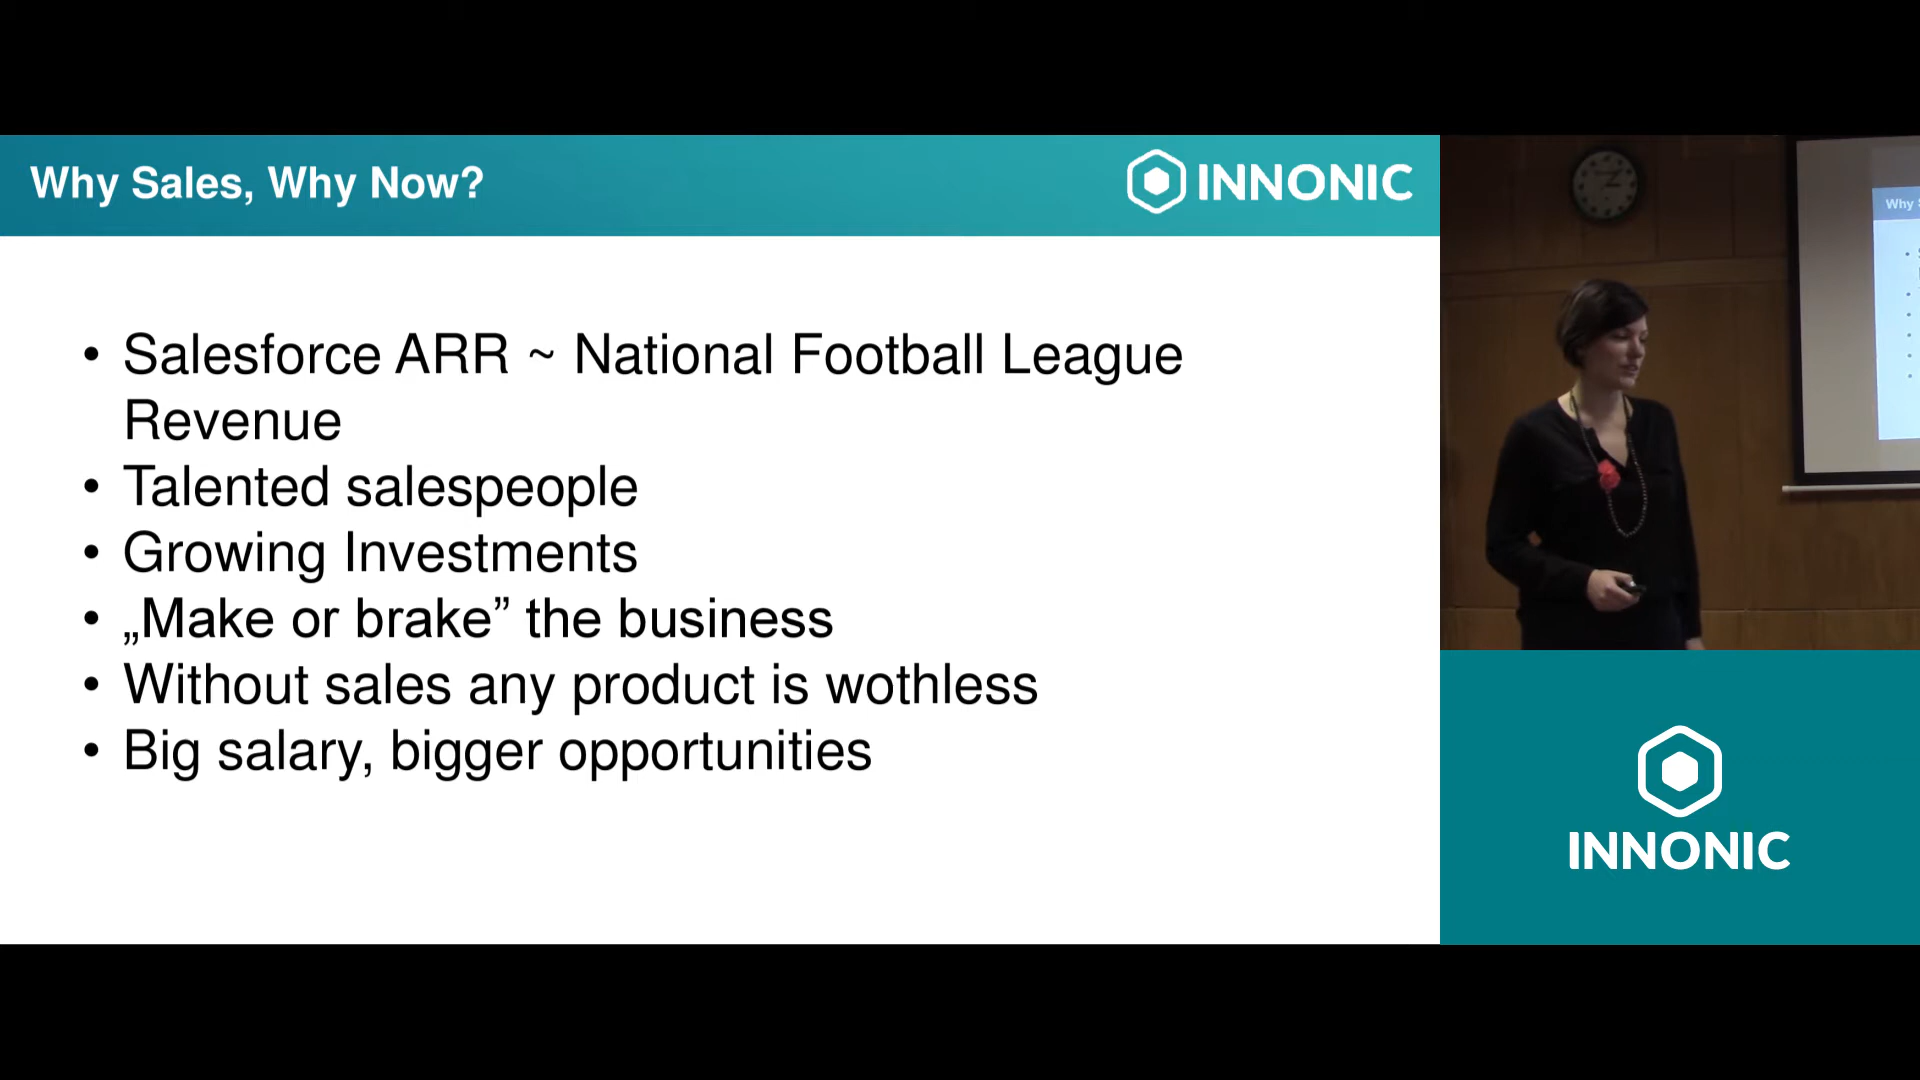 Why Sales, Why Now?
INNONIC
• Salesforce ARR ~ National Football League
Revenue
• Talented salespeople
• Growing Investments
• „Make or brake” the business
• Without sales any product is wothless
• Big salary, bigger opportunities
Why
INNONIC